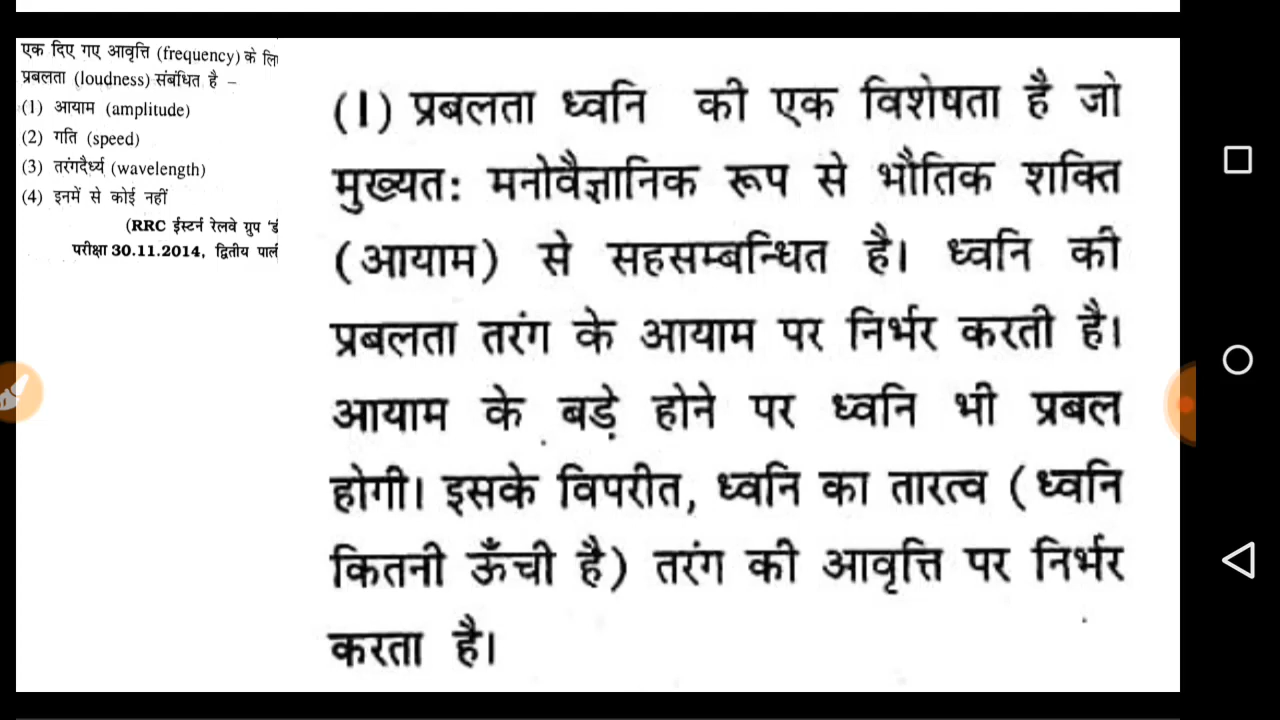 एक दिए गए आवृत्ति (frequency) के
प्रबलता (loudness) संबंधित है –
(1) आयाम (amplitude)
(2) गति (speed)
(3) तरंगदैर्ध्य (wavelength)
(4) इनमें से कोई नहीं
(RRC ईस्टर्न रेलवे ग्रुप
परीक्षा 30.11.2014, द्वितीय
(1) प्रबलता ध्वनि की एक विशेषता है जो
मुख्यतः मनोवैज्ञानिक रूप से भौतिक शक्ति
(आयाम) से सहसम्बन्धित है। ध्वनि की
प्रबलता तरंग के आयाम पर निर्भर करती है।
आयाम के बड़े होने पर ध्वनि भी प्रबल
होगी। इसके विपरीत, ध्वनि का तारत्व (ध्वनि
कितनी ऊँची है) तरंग की आवृत्ति पर निर्भर
करता है।